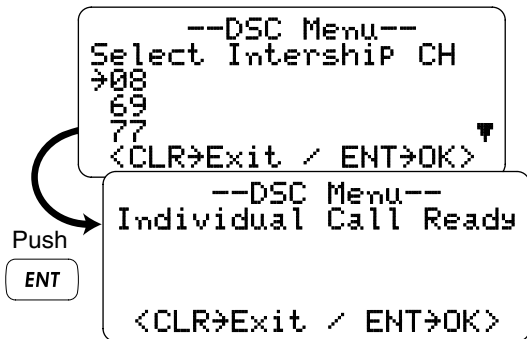 --DSC Menu--
Select Intership CH
→08
69
77
▼
<CLR→Exit / ENT→OK>
Push
ENT
--DSC Menu--
Individual Call Ready
<CLR→Exit / ENT→OK>